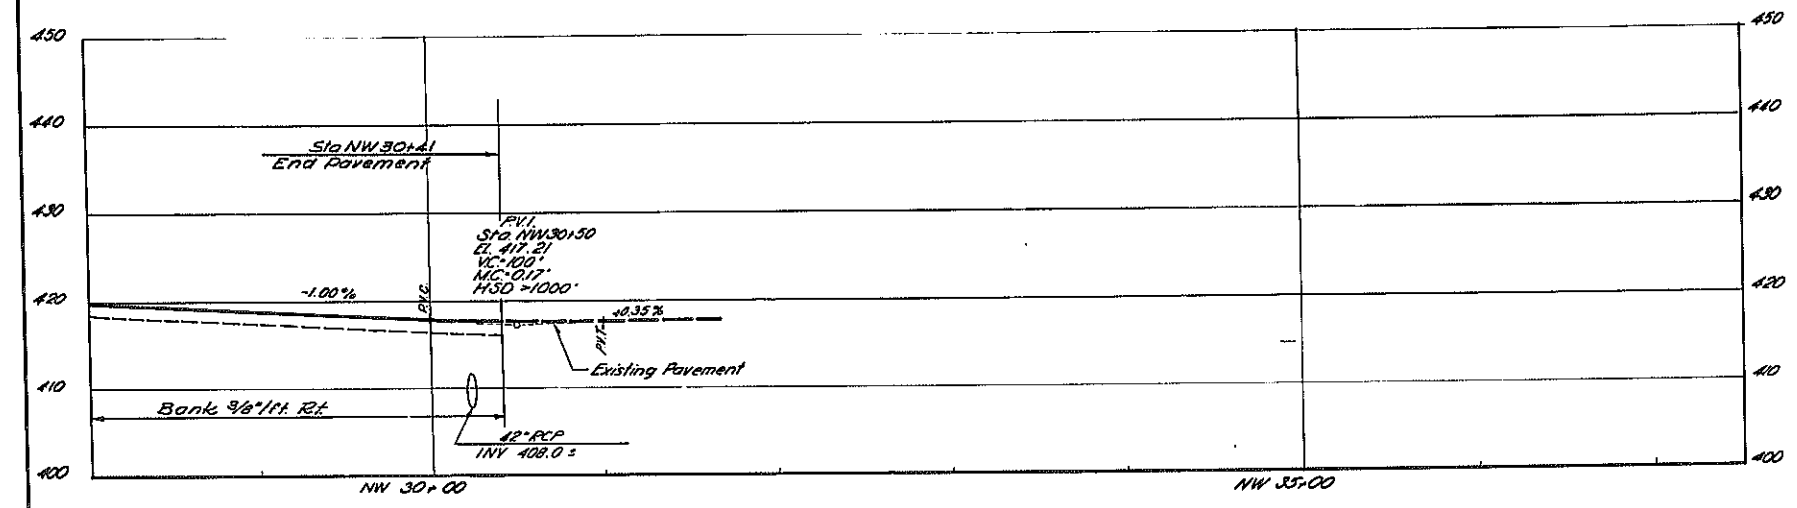 450
450
440
440
Sta NW 30+41
End Pavement
430
430
P.V.I.
Sta. NW30+50
El. 417.21
V.C.=100'
M.C.=0.17'
HSD >1000'
420
420
-1.00%
P.V.C.
+0.35%
P.V.T.
Existing Pavement
410
410
Bank 3/8"/ft. Rt.
42" RCP
INV 408.0 ±
400
400
NW 30+00
NW 35+00